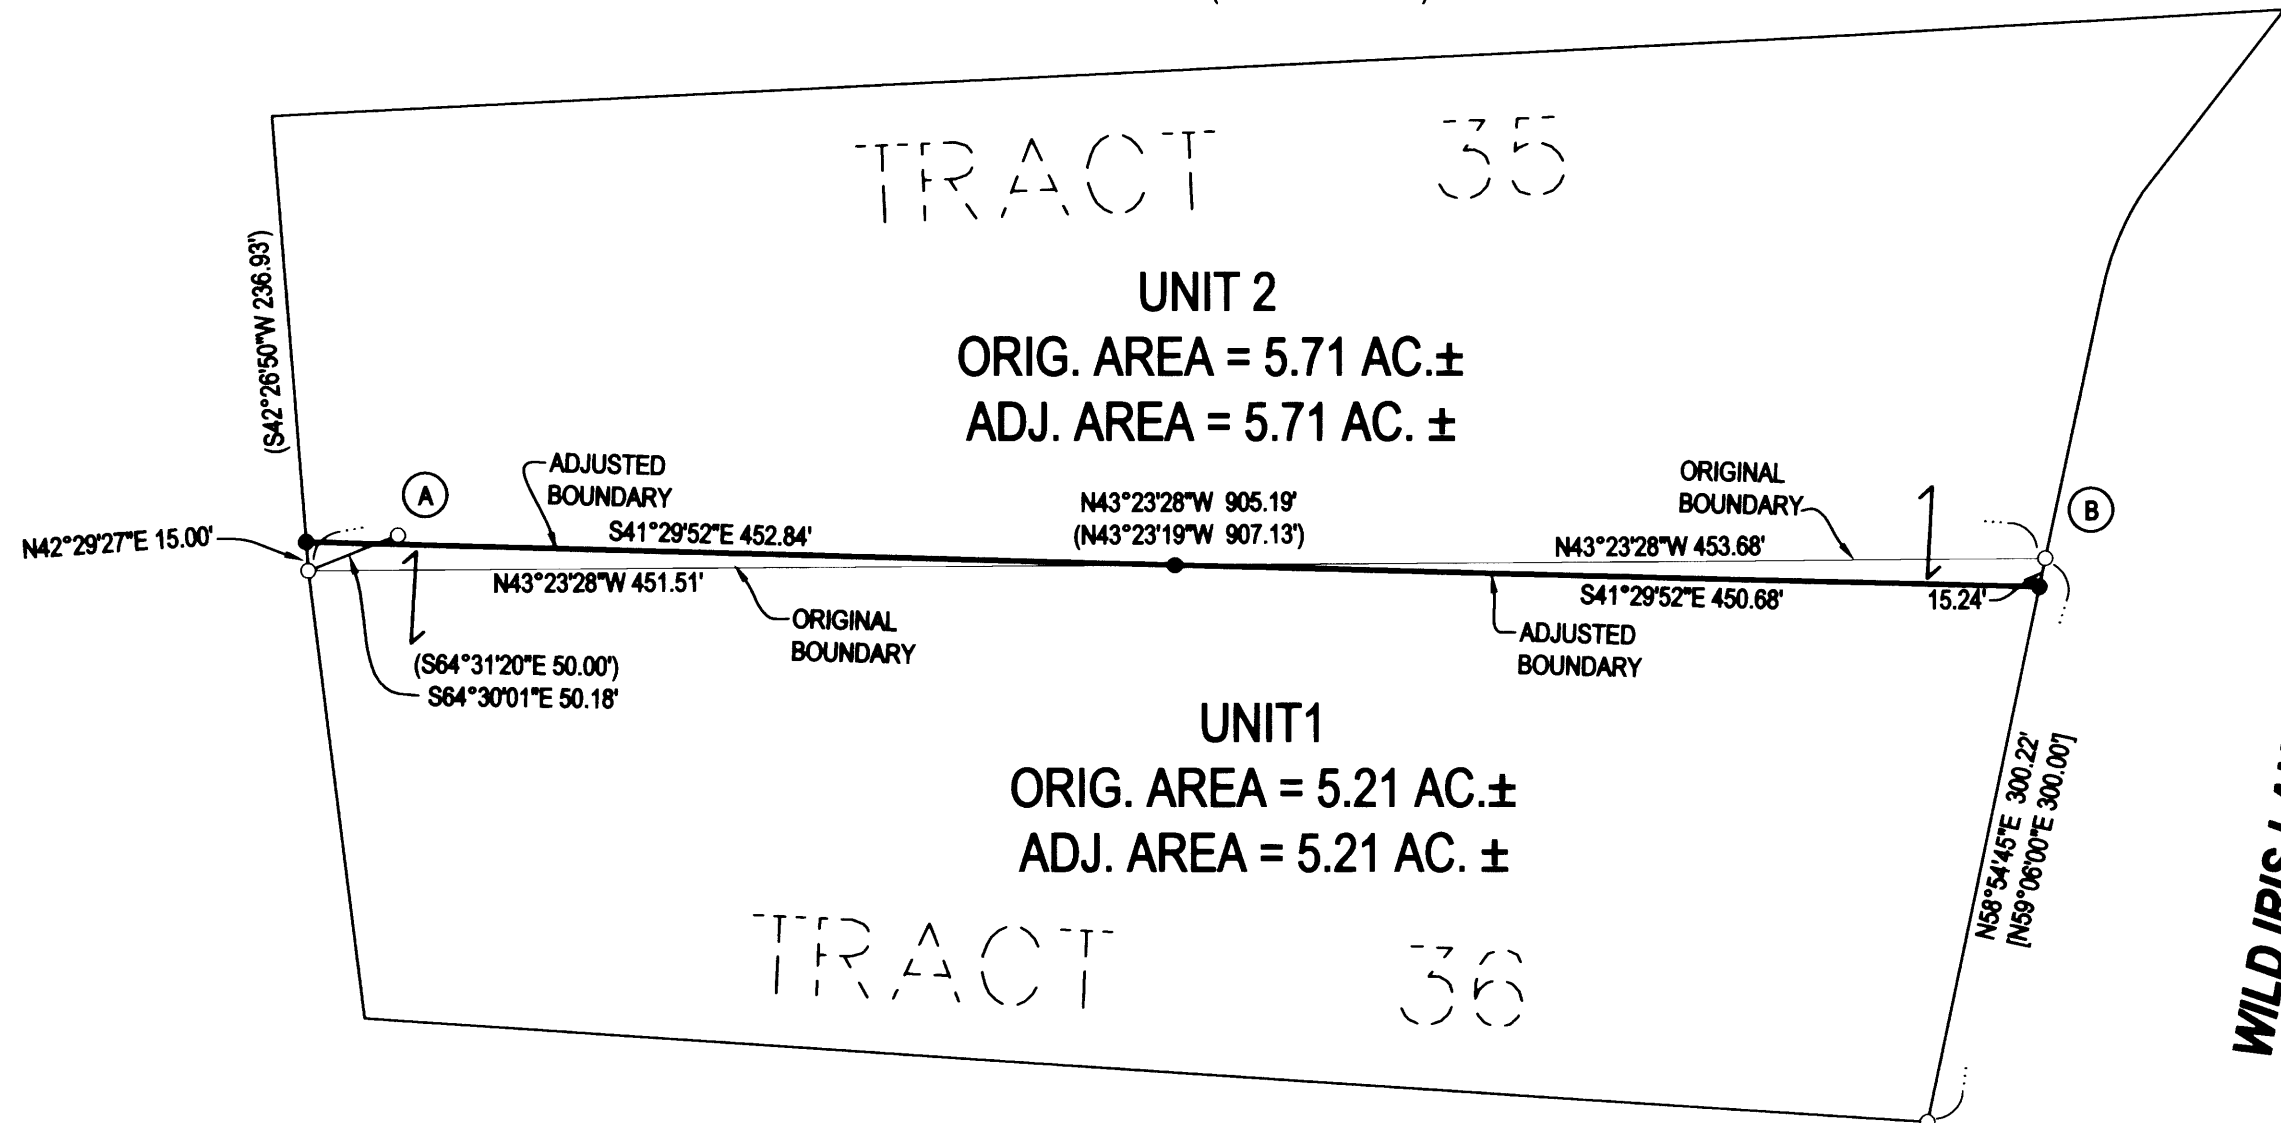 TRACT 35
UNIT 2
ORIG. AREA = 5.71 AC.±
ADJ. AREA = 5.71 AC. ±
(S42°26'50"W 236.93')
N42°29'27"E 15.00'
A
ADJUSTED
BOUNDARY
S41°29'52"E 452.84'
N43°23'28"W 905.19'
(N43°23'19"W 907.13')
ORIGINAL
BOUNDARY
B
N43°23'28"W 453.68'
N43°23'28"W 451.51'
S41°29'52"E 450.68'
15.24'
ORIGINAL
BOUNDARY
ADJUSTED
BOUNDARY
(S64°31'20"E 50.00')
S64°30'01"E 50.18'
UNIT1
ORIG. AREA = 5.21 AC.±
ADJ. AREA = 5.21 AC. ±
N58°54'45"E 300.22'
[N59°06'00"E 300.00']
WILD IRIS
TRACT 36